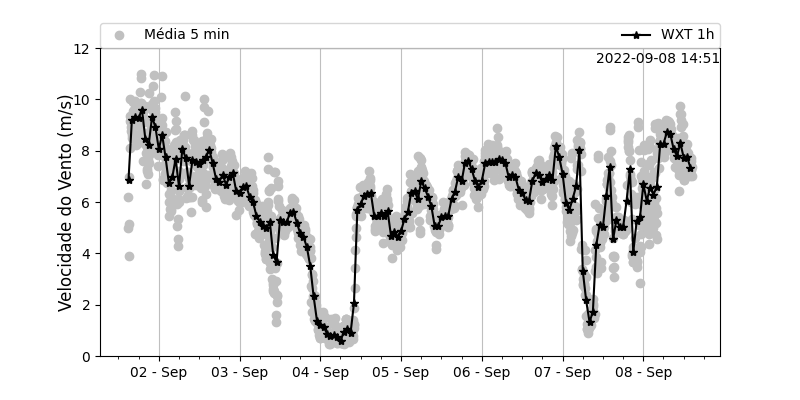 Média 5 min
WXT 1h
2022-09-08 14:51
Velocidade do Vento (m/s)
12
10
8
6
4
2
0
02 - Sep
03 - Sep
04 - Sep
05 - Sep
06 - Sep
07 - Sep
08 - Sep